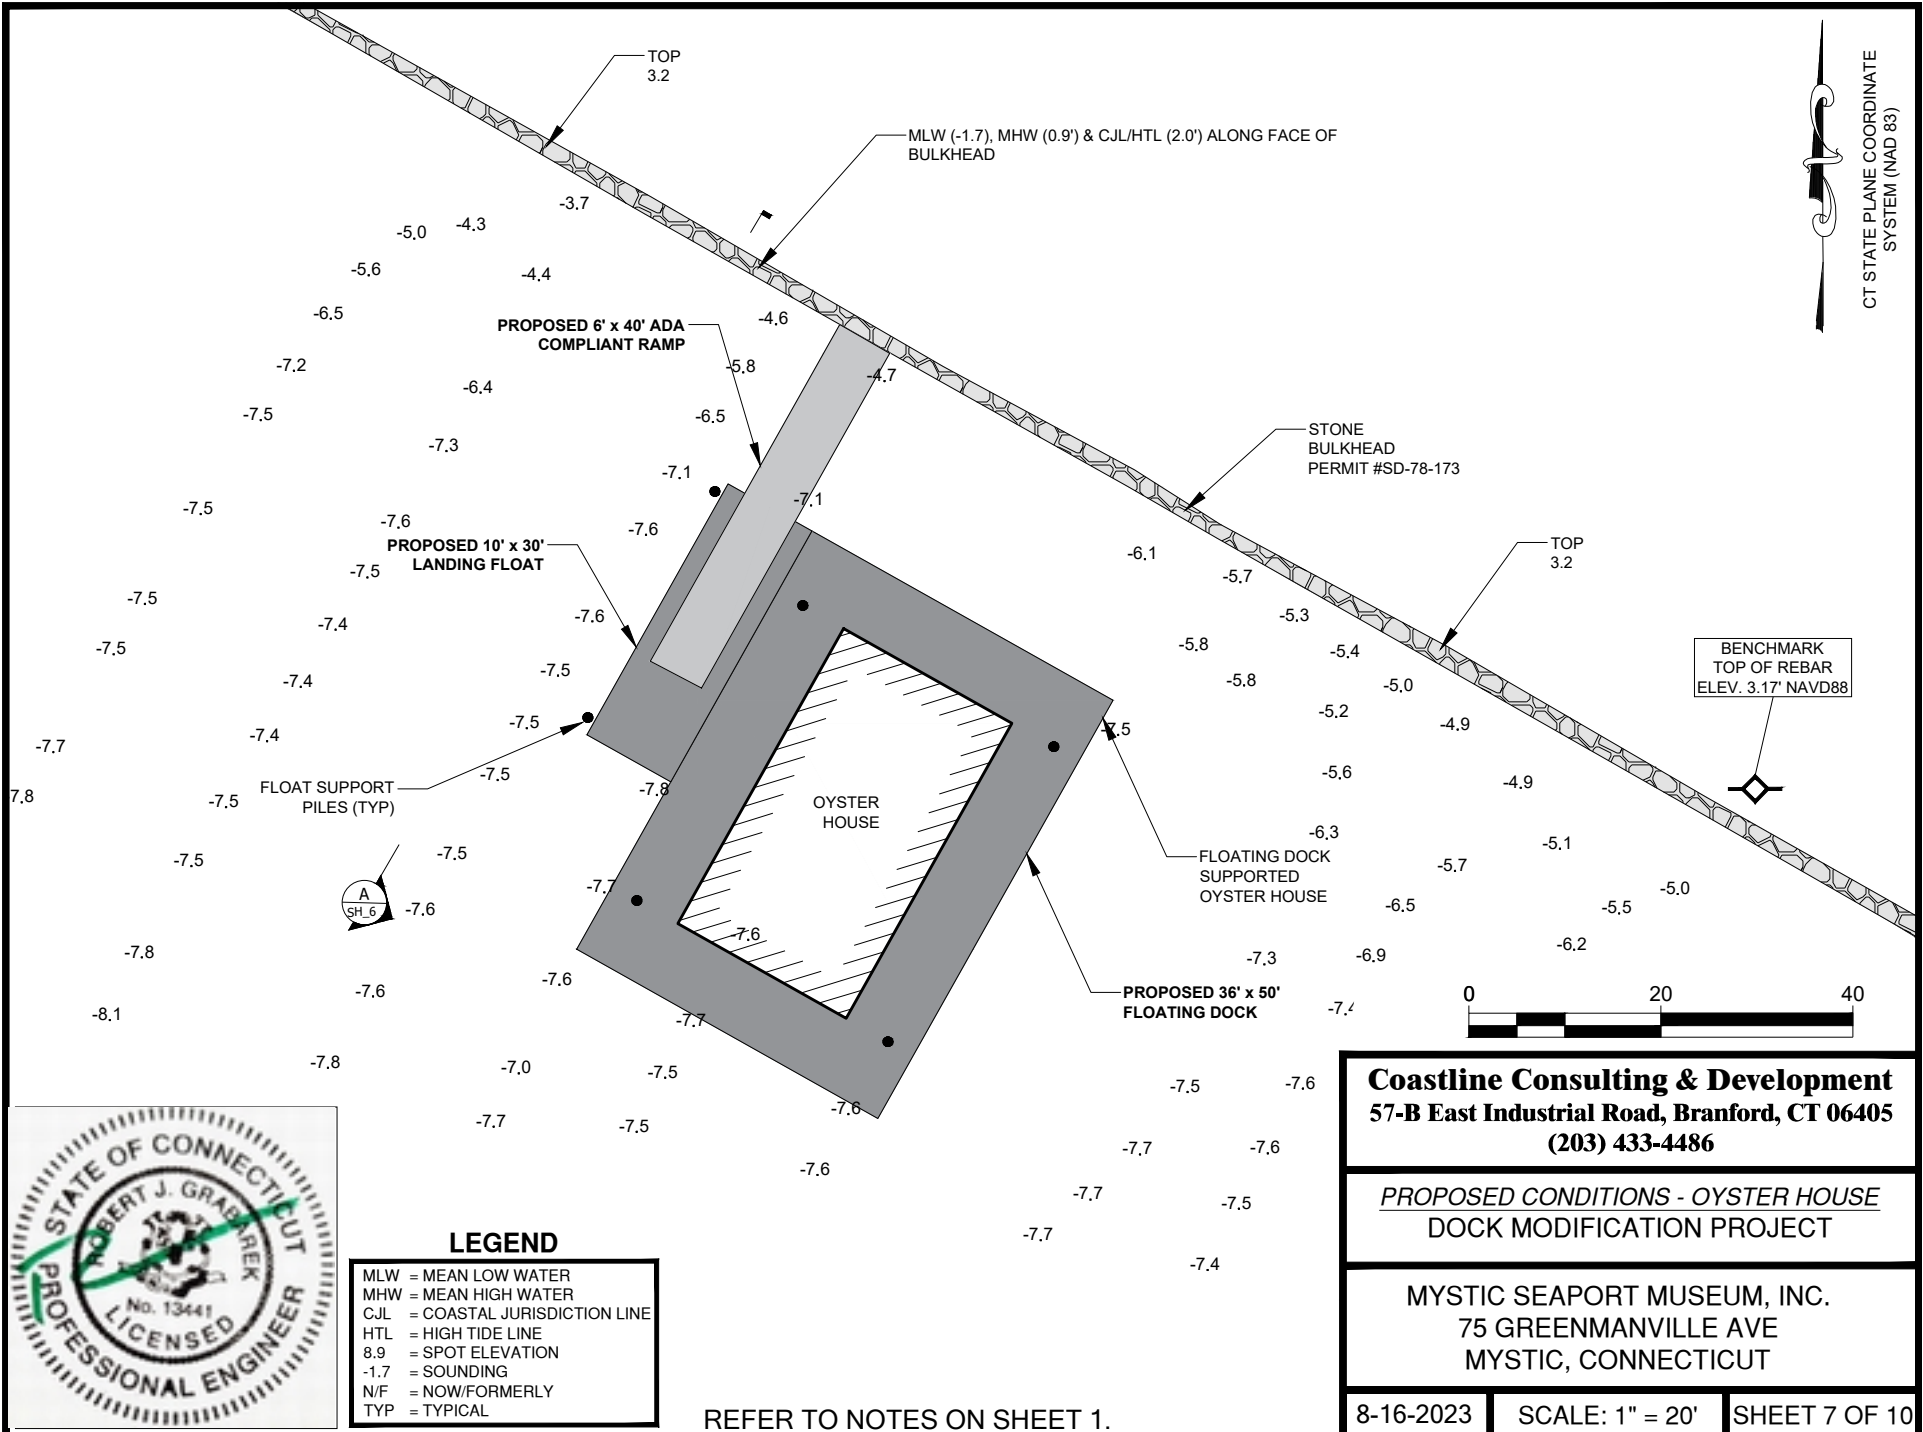 TOP
3.2
MLW (-1.7), MHW (0.9') & CJL/HTL (2.0') ALONG FACE OF
BULKHEAD
CT STATE PLANE COORDINATE
SYSTEM (NAD 83)
-3.7
-4.3
-5.0
-5.6
-4.4
-6.5
-4.6
PROPOSED 6' x 40' ADA
COMPLIANT RAMP
-7.2
-5.8
-4.7
-6.4
-7.5
-6.5
-7.3
STONE
BULKHEAD
PERMIT #SD-78-173
-7.1
-7.1
-7.5
-7.6
-7.6
PROPOSED 10' x 30'
LANDING FLOAT
-6.1
TOP
3.2
-7.5
-5.7
-7.5
-7.6
-5.3
-7.4
-7.5
-5.8
-5.4
BENCHMARK
TOP OF REBAR
ELEV. 3.17' NAVD88
-7.5
-7.4
-5.8
-5.0
-5.2
-7.5
-4.9
-7.5
-7.4
-7.7
-7.5
-5.6
-4.9
FLOAT SUPPORT
PILES (TYP)
-7.8
7.8
-7.5
OYSTER
HOUSE
-6.3
-5.1
-7.5
-7.5
FLOATING DOCK
SUPPORTED
OYSTER HOUSE
-5.7
-7.7
-5.0
A
SH_6
-7.6
-6.5
-5.5
-7.6
-6.2
-7.8
-7.3
-6.9
-7.6
-7.6
PROPOSED 36' x 50'
FLOATING DOCK
-8.1
-7.7
-7.4
0 20 40
-7.8
-7.0
-7.5
-7.5
-7.6
-7.6
-7.7
-7.5
-7.7
-7.6
-7.6
-7.7
-7.5
-7.7
-7.4
STATE OF CONNECTICUT
ROBERT J. GRABAREK
No. 13441
LICENSED
PROFESSIONAL ENGINEER
LEGEND
MLW = MEAN LOW WATER
MHW = MEAN HIGH WATER
CJL = COASTAL JURISDICTION LINE
HTL = HIGH TIDE LINE
8.9 = SPOT ELEVATION
-1.7 = SOUNDING
N/F = NOW/FORMERLY
TYP = TYPICAL
REFER TO NOTES ON SHEET 1.
Coastline Consulting & Development
57-B East Industrial Road, Branford, CT 06405
(203) 433-4486
PROPOSED CONDITIONS - OYSTER HOUSE
DOCK MODIFICATION PROJECT
MYSTIC SEAPORT MUSEUM, INC.
75 GREENMANVILLE AVE
MYSTIC, CONNECTICUT
8-16-2023
SCALE: 1" = 20'
SHEET 7 OF 10